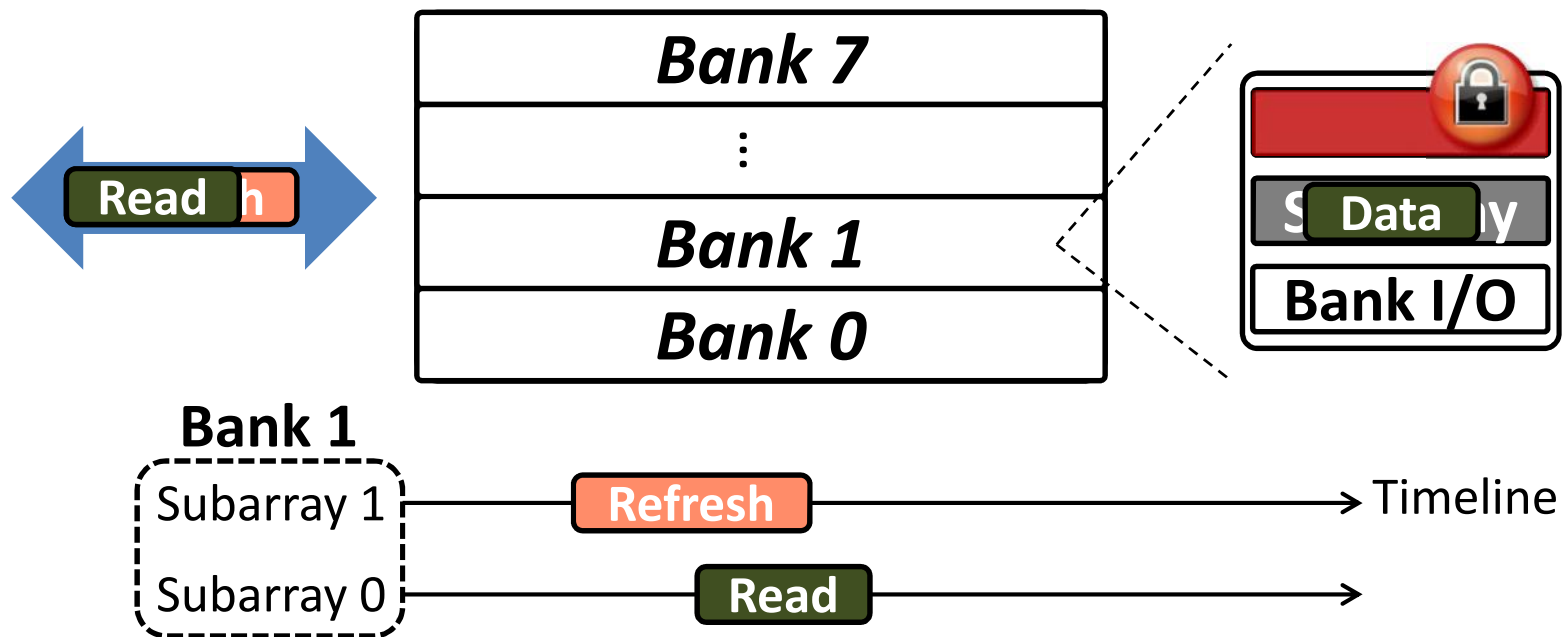 Bank 7
⋮
Read h
Data
Bank 1
Bank I/O
Bank 0
Bank 1
Subarray 1
Refresh
Timeline
Subarray 0
Read